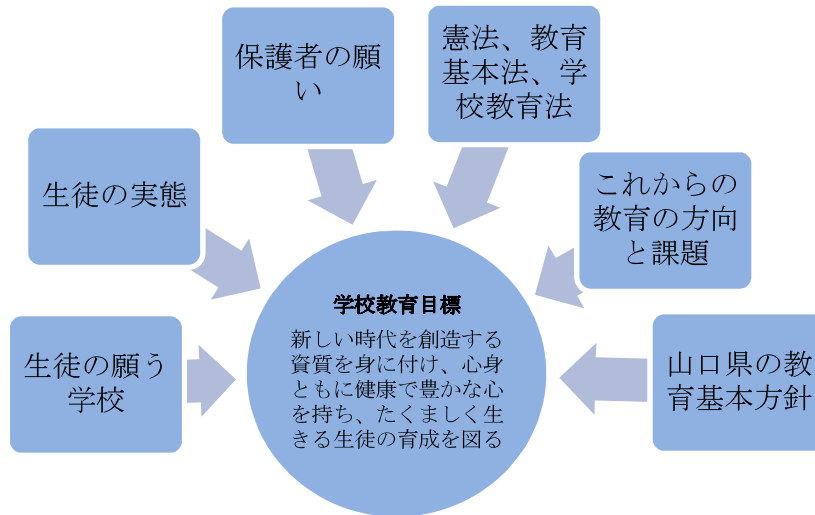 保護者の願
い
憲法、教育
基本法、学
校教育法
生徒の実態
これからの
教育の方向
と課題
生徒の願う
学校
学校教育目標
新しい時代を創造する
資質を身に付け、心身
ともに健康で豊かな心
を持ち、たくましく生
きる生徒の育成を図る
山口県の教
育基本方針